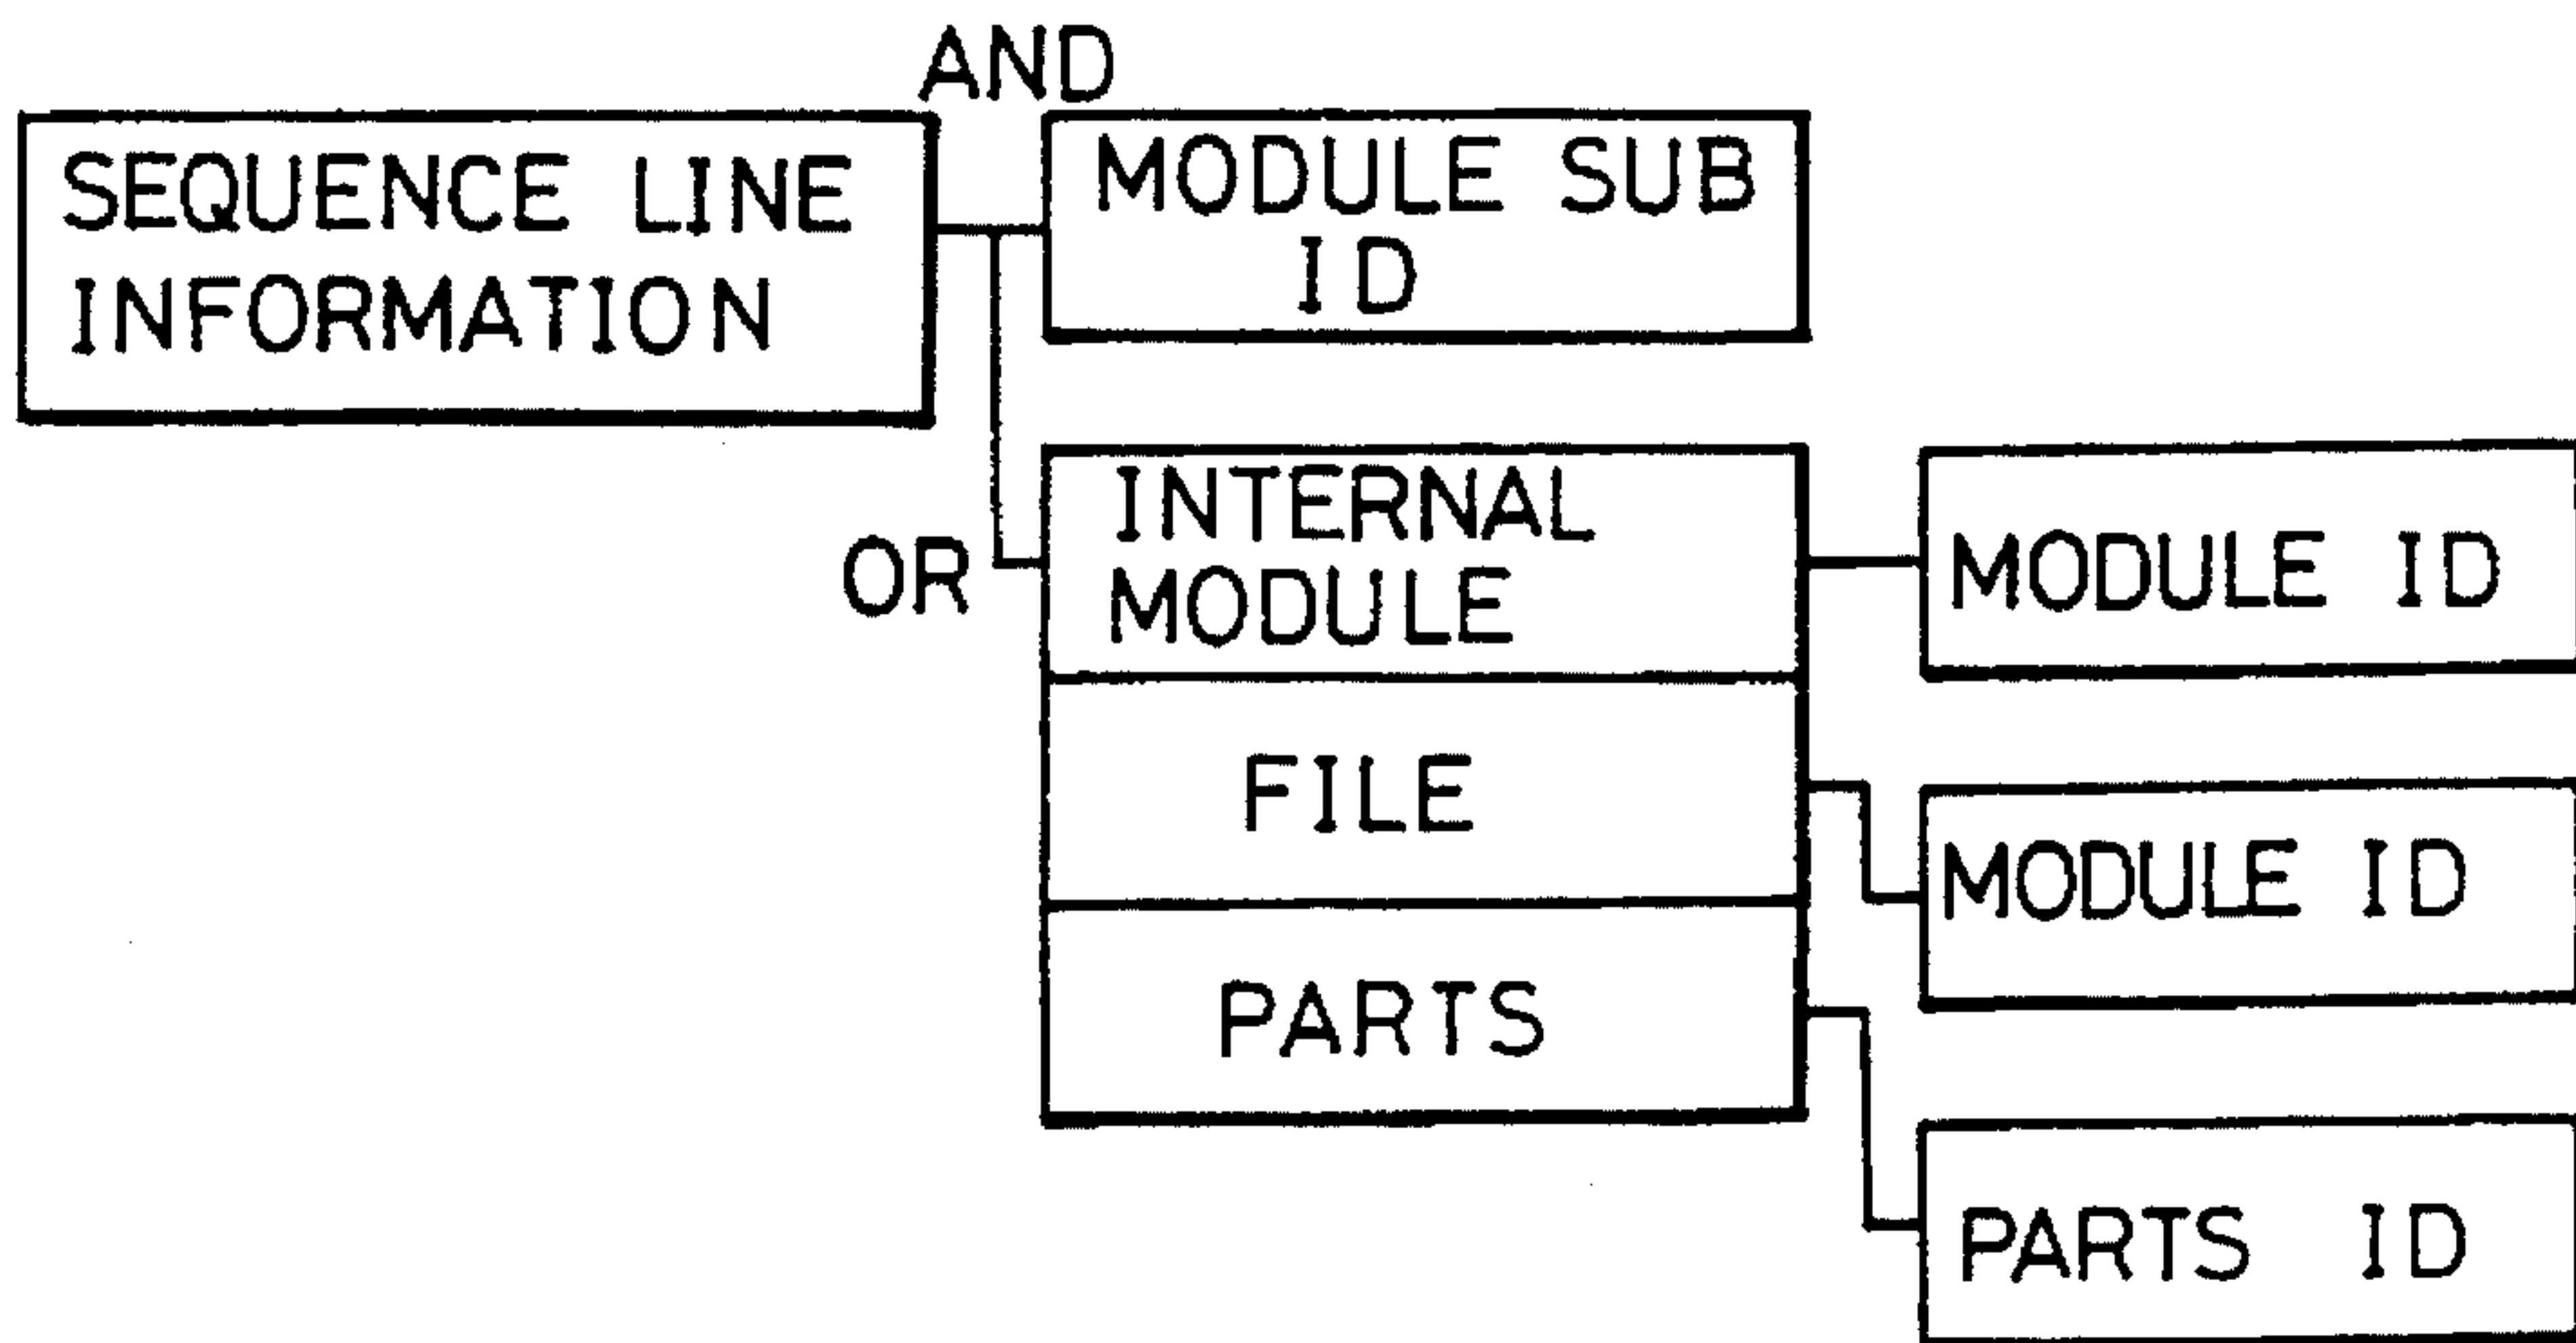 AND
SEQUENCE LINE
INFORMATION
MODULE SUB
ID
OR
INTERNAL
MODULE
MODULE ID
FILE
MODULE ID
PARTS
PARTS ID